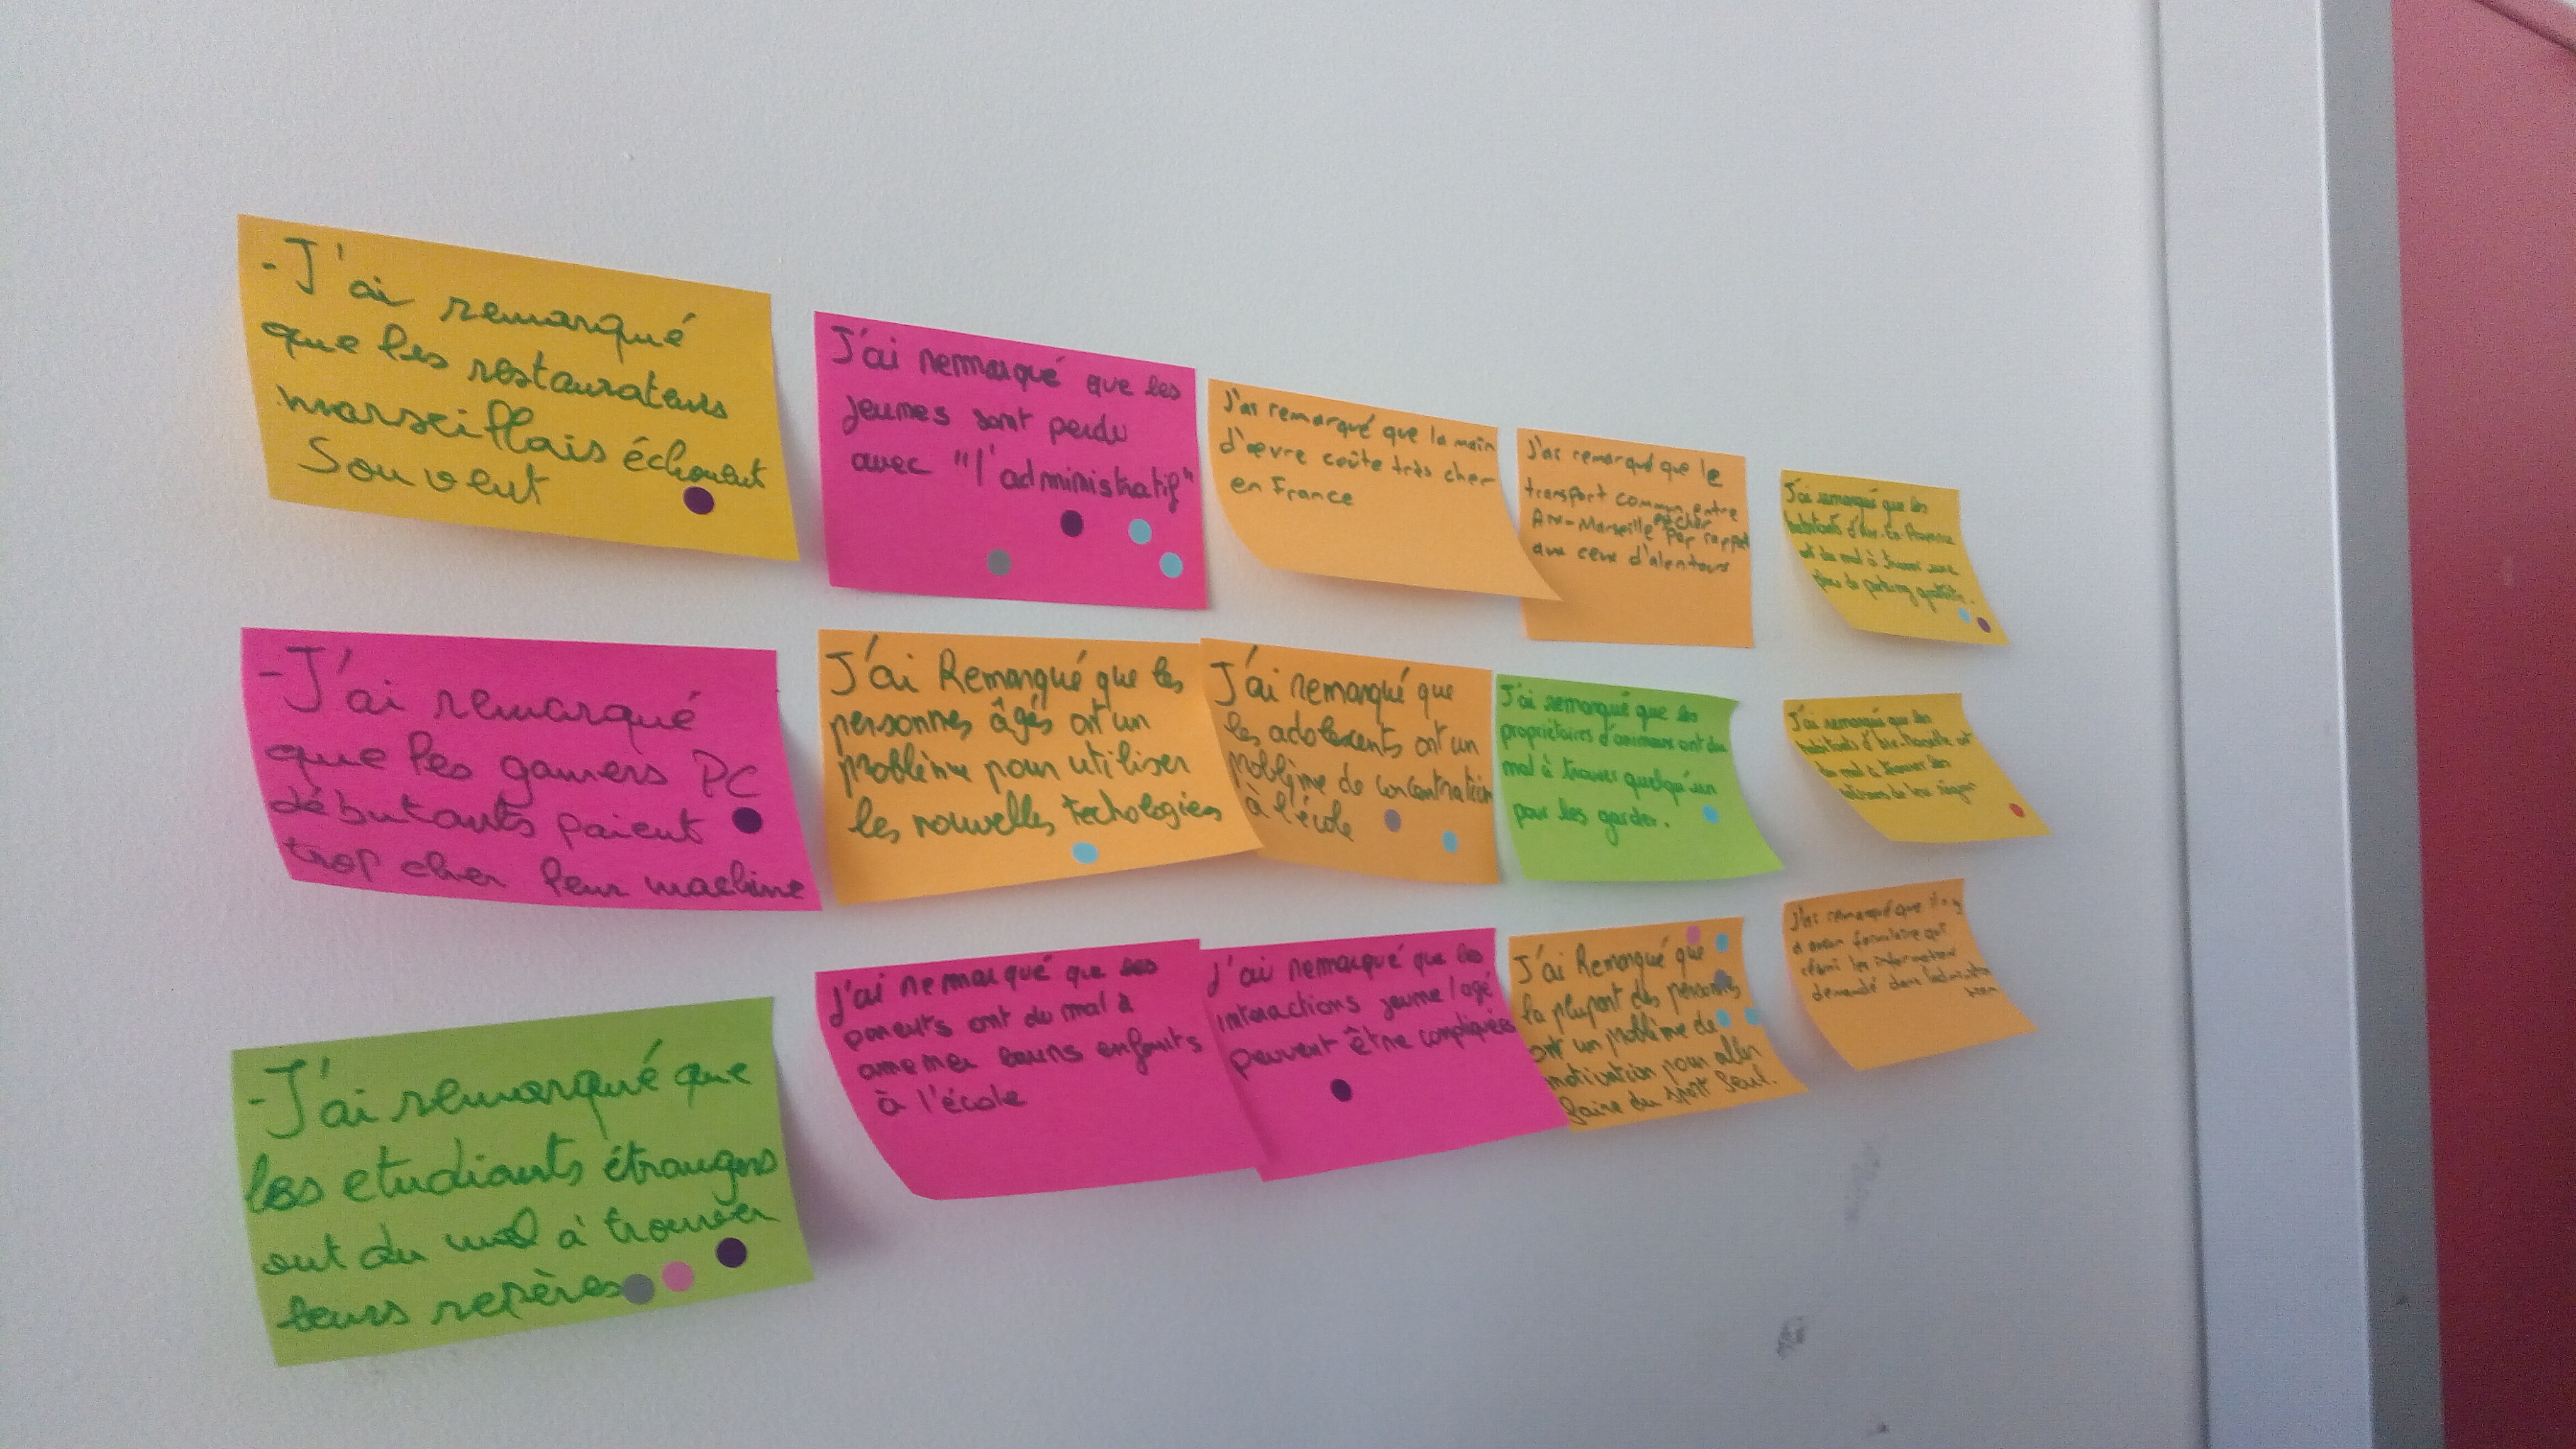 - J'ai remarqué
que les restaurateurs
marseillais échouent
Souvent
J'ai remarqué que les
jeunes sont perdu
avec "l'administratif"
J'ai remarqué que la main
d'œvre coûte très cher
en France
J'ai remarqué que le
transport commun entre
Aix-Marseille est cher par rapport
aux ceux d'alentours
J'ai remarqué que les
habitants d'Aix-En-Provence
ont du mal à trouver une
place de parking gratuite.
- J'ai remarqué
que les gamers PC
débutants paient
trop cher leur machine
J'ai Remarqué que les
personnes âgés ont un
problème pour utiliser
les nouvelles techologies
J'ai remarqué que
les adolescents ont un
problème de concentration
à l'école
J'ai remarqué que les
propriétaires d'animaux ont du
mal à trouver quelqu'un
pour les garder.
J'ai remarqué que les
habitants d'Aix-Marseille ont
du mal à trouver les
de leur région
- J'ai remarqué que
les etudiants étrangers
ont du mal à trouver
leurs repères
J'ai remarqué que les
parents ont du mal à
amener leurs enfants
à l'école
J'ai remarqué que les
interactions jeune/agé
peuvent être compliquées
J'ai Remarqué que
la plupart des personnes
ont un problème de
motivation pour aller
faire du sport seul.
J'ai remarqué que il n'y
a aucun formulaire qui
réuni les information
demandé dans